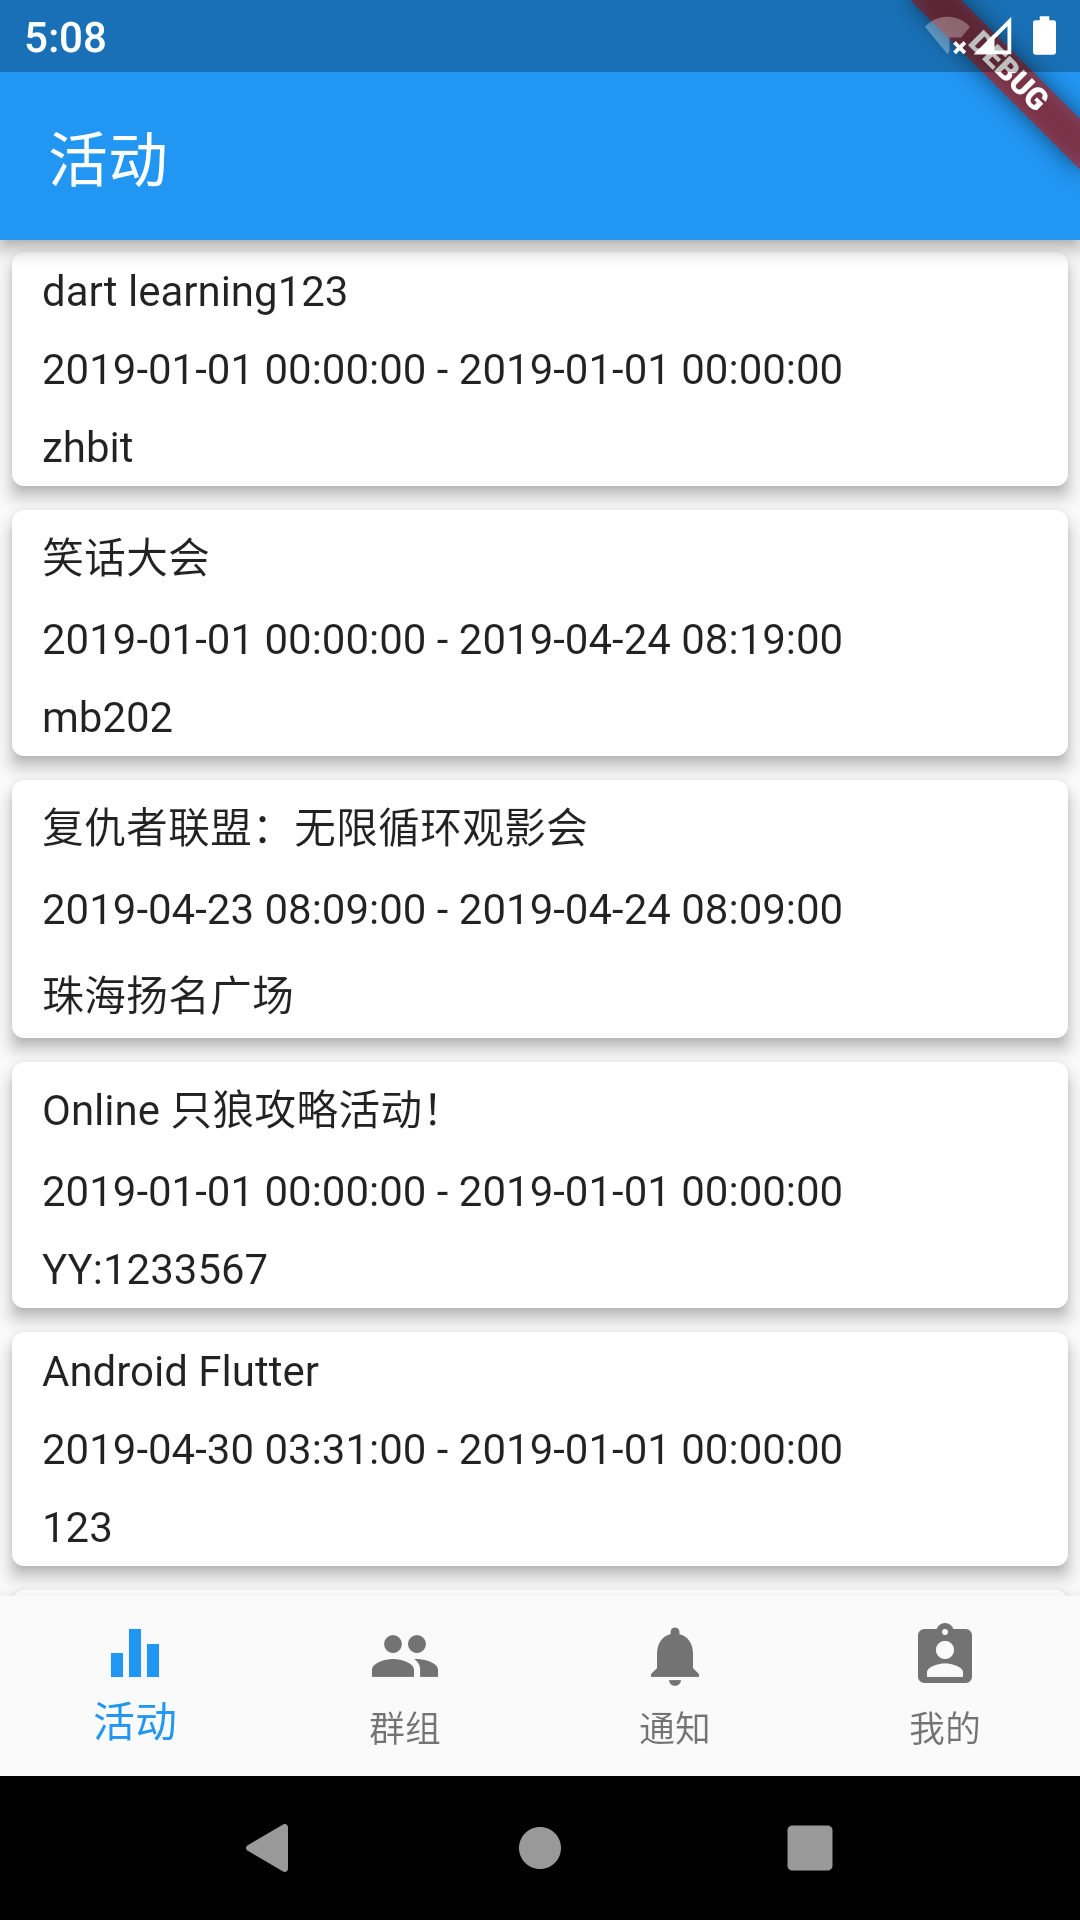 5:08
DEBUG
活动
dart learning123
2019-01-01 00:00:00 - 2019-01-01 00:00:00
zhbit
笑话大会
2019-01-01 00:00:00 - 2019-04-24 08:19:00
mb202
复仇者联盟：无限循环观影会
2019-04-23 08:09:00 - 2019-04-24 08:09:00
珠海扬名广场
Online 只狼攻略活动！
2019-01-01 00:00:00 - 2019-01-01 00:00:00
YY:1233567
Android Flutter
2019-04-30 03:31:00 - 2019-01-01 00:00:00
123
活动
群组
通知
我的